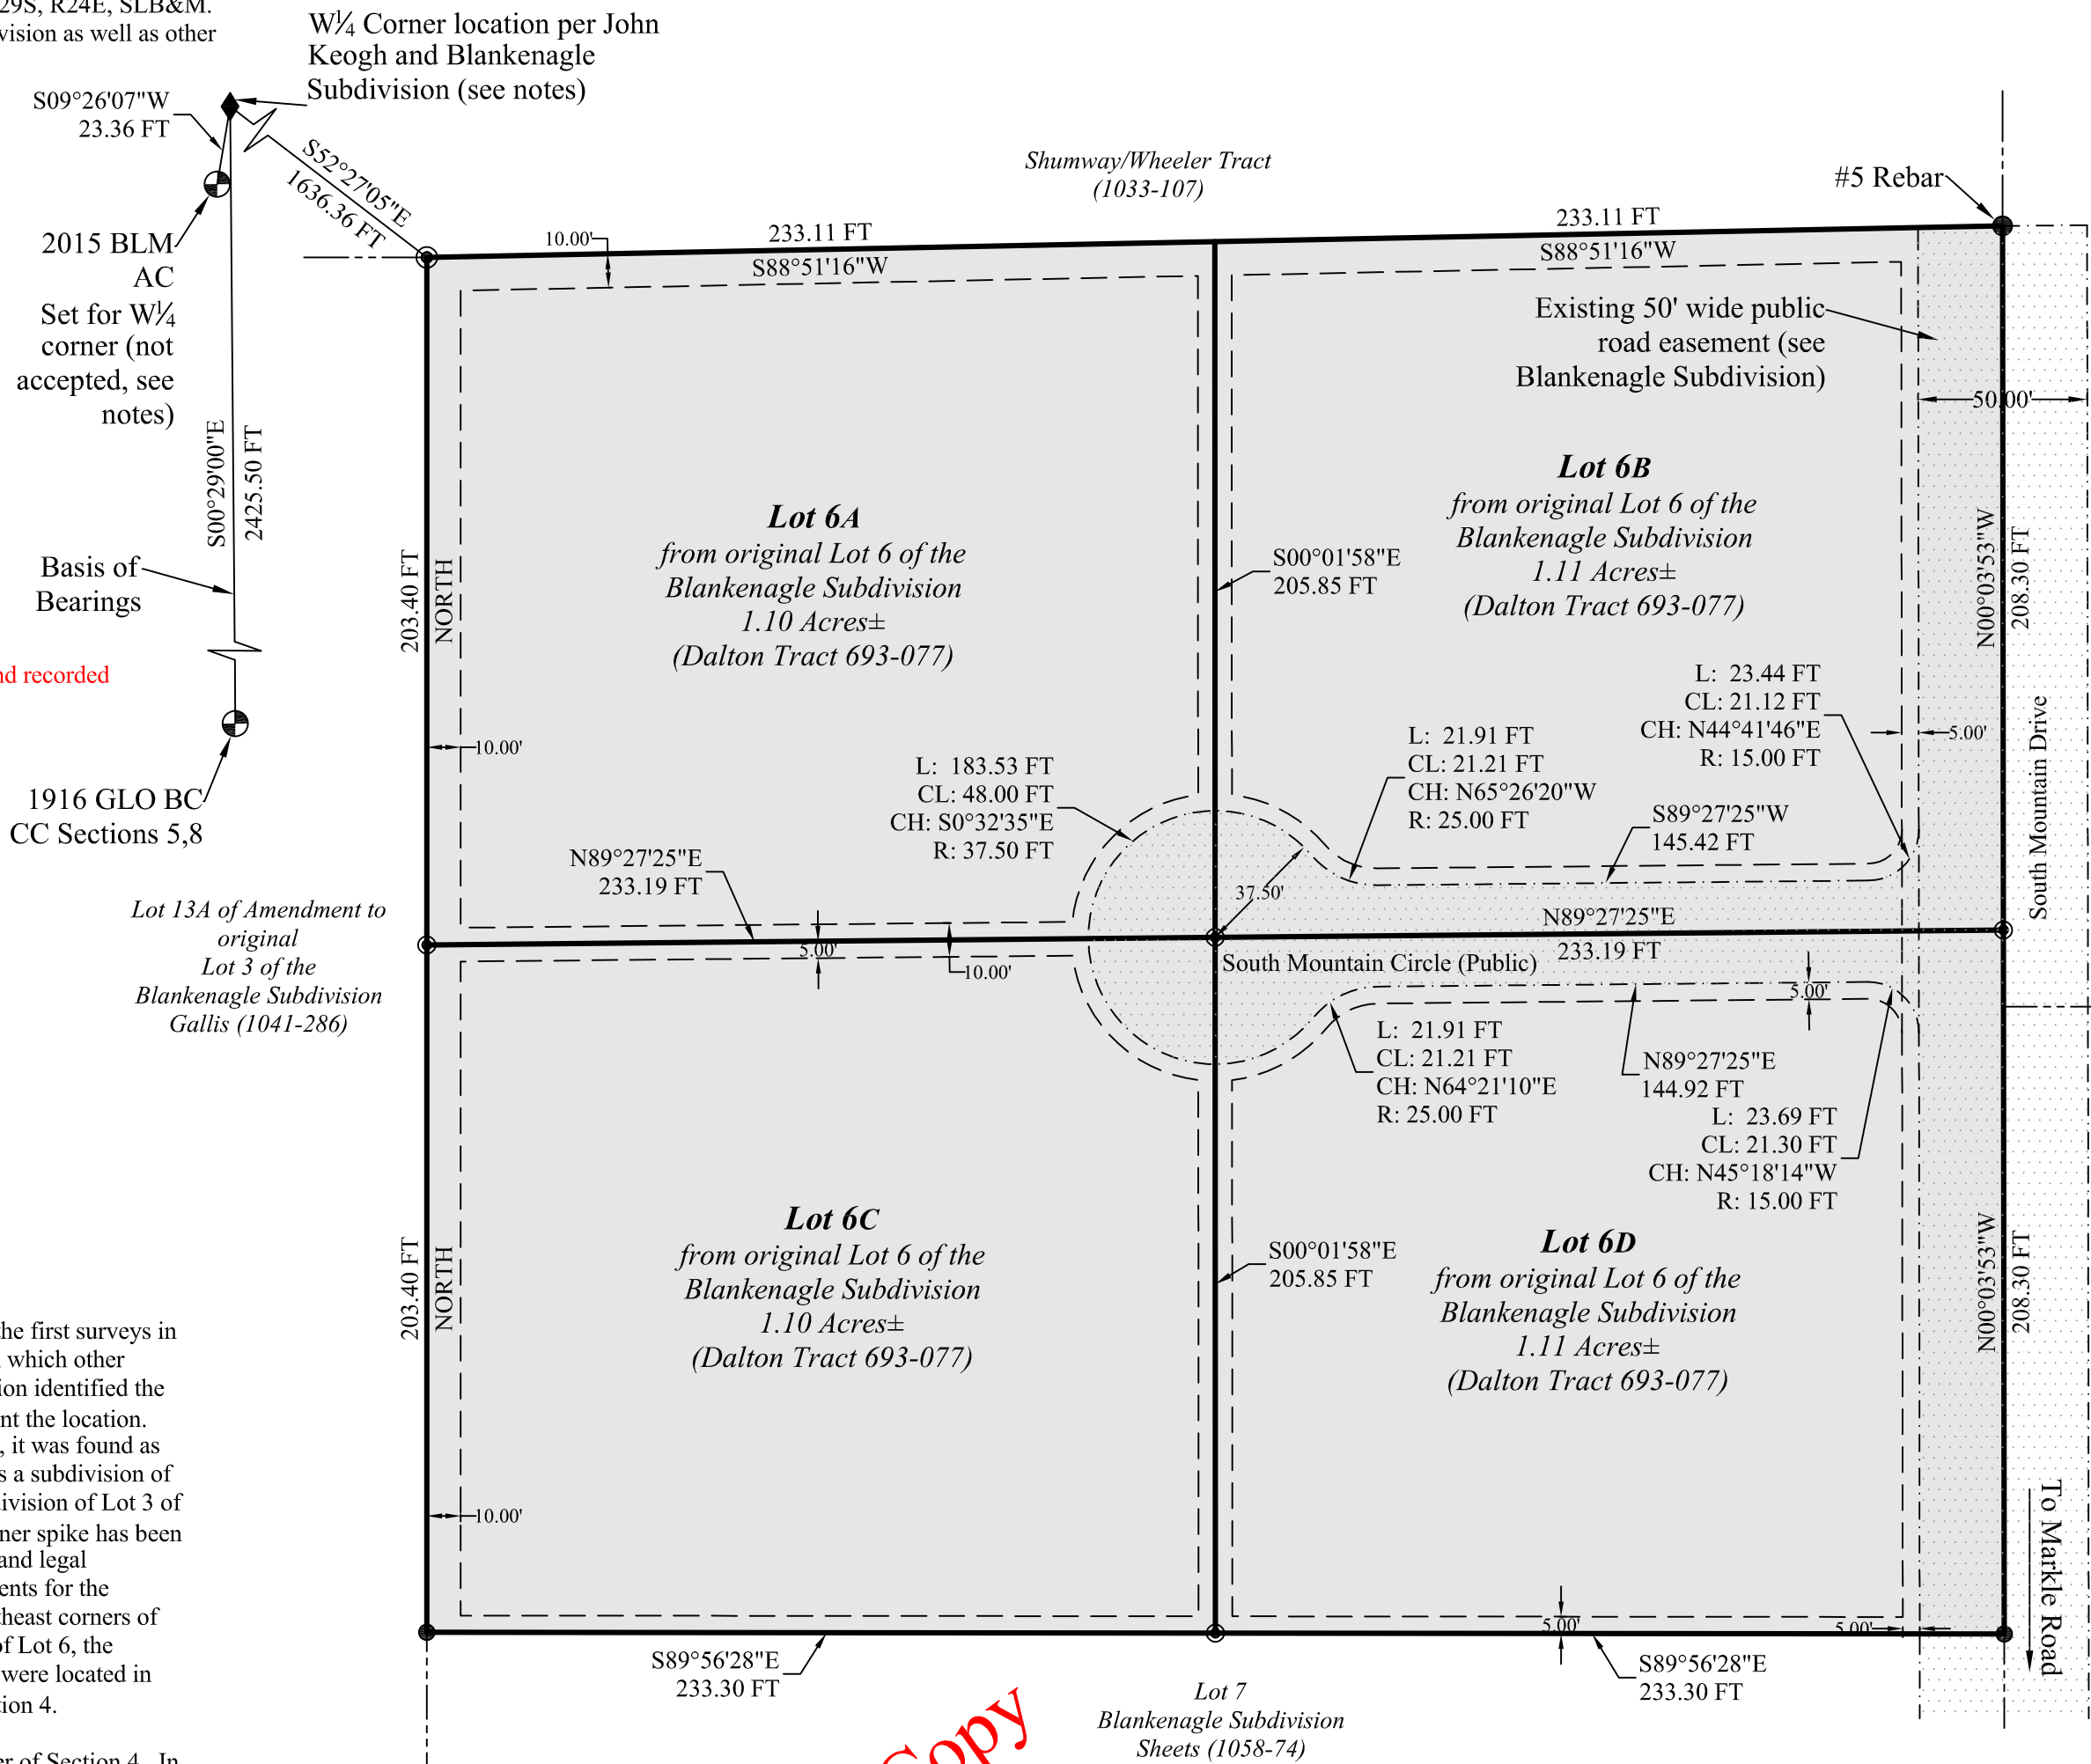 29S, R24E, SLB&M.
vision as well as other
W¼ Corner location per John
Keogh and Blankenagle
Subdivision (see notes)
S09°26'07"W
23.36 FT
S52°27'05"E
1636.36 FT
2015 BLM
AC
Set for W¼
corner (not
accepted, see
notes)
S00°29'00"E
2425.50 FT
Basis of
Bearings
nd recorded
1916 GLO BC
CC Sections 5,8
Shumway/Wheeler Tract
(1033-107)
#5 Rebar
10.00'
233.11 FT
S88°51'16"W
233.11 FT
S88°51'16"W
Existing 50' wide public
road easement (see
Blankenagle Subdivision)
50.00'
Lot 6A
from original Lot 6 of the
Blankenagle Subdivision
1.10 Acres±
(Dalton Tract 693-077)
Lot 6B
from original Lot 6 of the
Blankenagle Subdivision
1.11 Acres±
(Dalton Tract 693-077)
203.40 FT
NORTH
S00°01'58"E
205.85 FT
N00°03'53"W
208.30 FT
10.00'
L: 183.53 FT
CL: 48.00 FT
CH: S0°32'35"E
R: 37.50 FT
L: 21.91 FT
CL: 21.21 FT
CH: N65°26'20"W
R: 25.00 FT
L: 23.44 FT
CL: 21.12 FT
CH: N44°41'46"E
R: 15.00 FT
5.00'
S89°27'25"W
145.42 FT
South Mountain Drive
N89°27'25"E
233.19 FT
37.50'
N89°27'25"E
233.19 FT
5.00'
10.00'
South Mountain Circle (Public)
5.00'
Lot 13A of Amendment to
original
Lot 3 of the
Blankenagle Subdivision
Gallis (1041-286)
L: 21.91 FT
CL: 21.21 FT
CH: N64°21'10"E
R: 25.00 FT
N89°27'25"E
144.92 FT
L: 23.69 FT
CL: 21.30 FT
CH: N45°18'14"W
R: 15.00 FT
Lot 6C
from original Lot 6 of the
Blankenagle Subdivision
1.10 Acres±
(Dalton Tract 693-077)
Lot 6D
from original Lot 6 of the
Blankenagle Subdivision
1.11 Acres±
(Dalton Tract 693-077)
203.40 FT
NORTH
S00°01'58"E
205.85 FT
N00°03'53"W
208.30 FT
10.00'
5.00'
5.00'
To Markle Road
S89°56'28"E
233.30 FT
S89°56'28"E
233.30 FT
Lot 7
Blankenagle Subdivision
Sheets (1058-74)
Copy
the first surveys in
which other
ion identified the
nt the location.
, it was found as
s a subdivision of
division of Lot 3 of
ner spike has been
and legal
ents for the
theast corners of
of Lot 6, the
were located in
tion 4.
er of Section 4. In